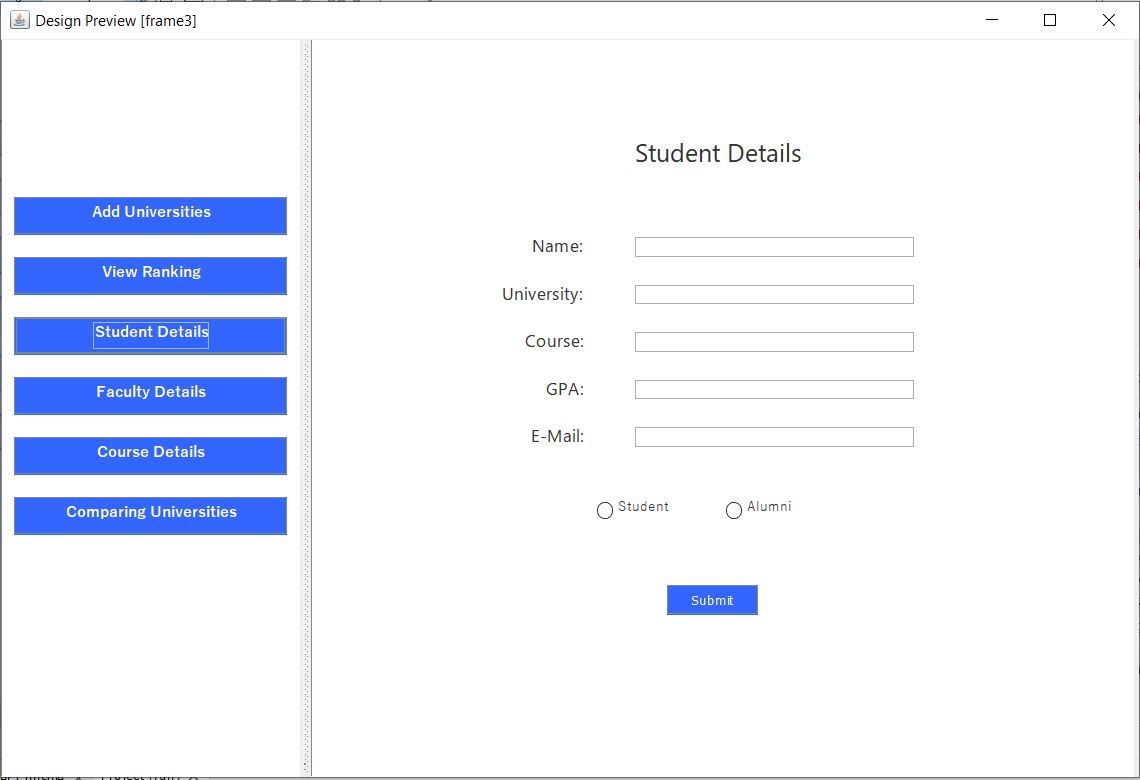 Design Preview [frame3]
Add Universities
View Ranking
Student Details
Faculty Details
Course Details
Comparing Universities
Student Details
Name:
University:
Course:
GPA:
E-Mail:
Student
Alumni
Submit